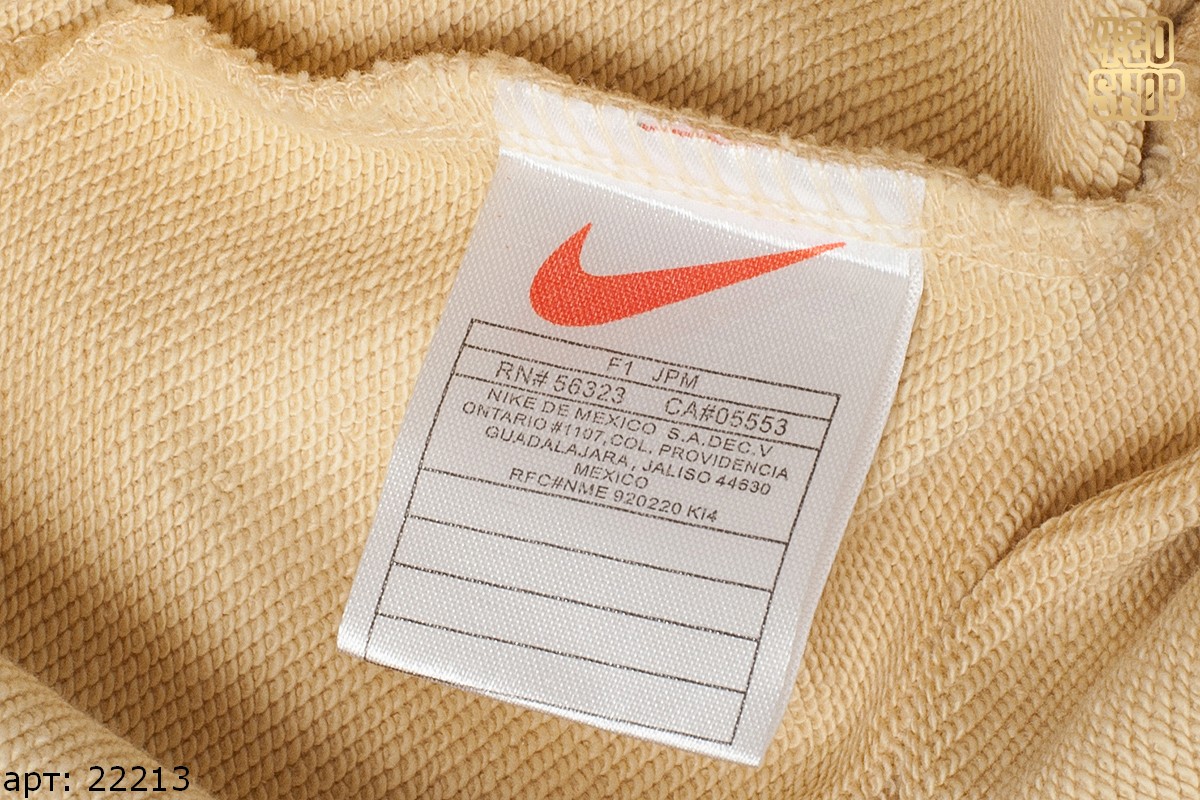 F1 JPM
RN# 56323 CA#05553
NIKE DE MEXICO S.A.DEC.V
ONTARIO #1107,COL. PROVIDENCIA
GUADALAJARA, JALISO 44630
MEXICO
RFC#NME 920220 KI4
арт: 22213